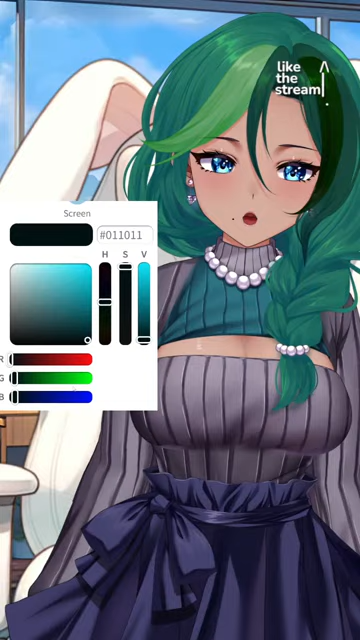 like
the
stream
Screen
#011011
H S V
R
G
B